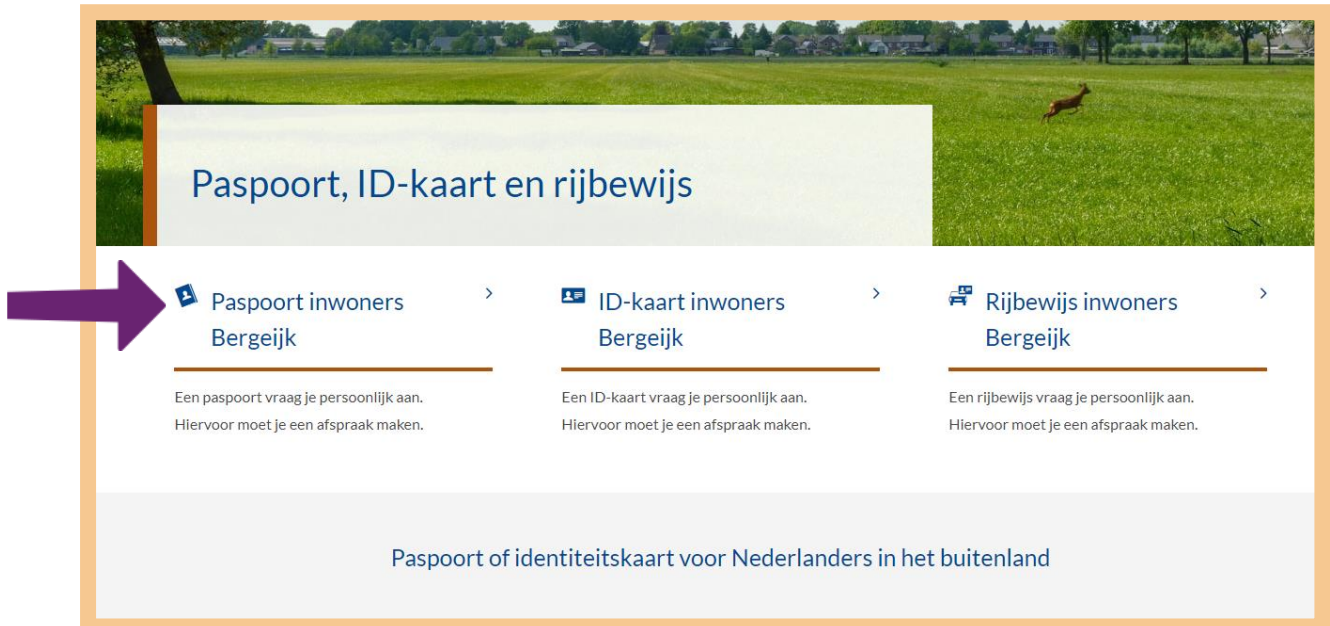 Paspoort, ID-kaart en rijbewijs
Paspoort inwoners
Bergeijk
Een paspoort vraag je persoonlijk aan.
Hiervoor moet je een afspraak maken.
ID-kaart inwoners
Bergeijk
Een ID-kaart vraag je persoonlijk aan.
Hiervoor moet je een afspraak maken.
Rijbewijs inwoners
Bergeijk
Een rijbewijs vraag je persoonlijk aan.
Hiervoor moet je een afspraak maken.
Paspoort of identiteitskaart voor Nederlanders in het buitenland